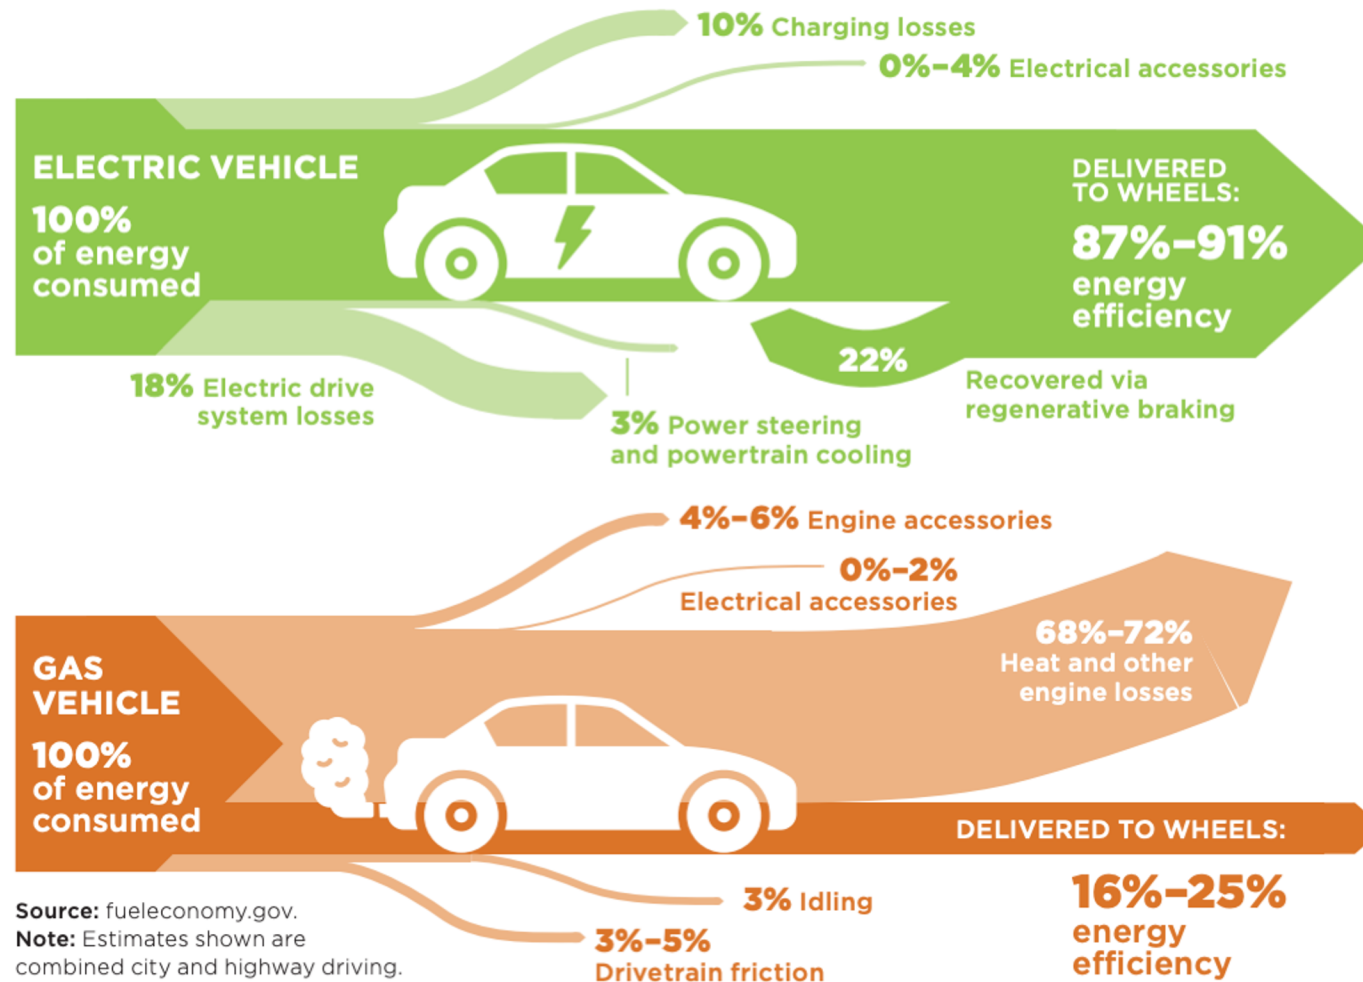 10% Charging losses
0%–4% Electrical accessories
ELECTRIC VEHICLE
100%
of energy
consumed
DELIVERED
TO WHEELS:
87%–91%
energy
efficiency
22%
18% Electric drive
system losses
Recovered via
regenerative braking
3% Power steering
and powertrain cooling
4%–6% Engine accessories
0%–2%
Electrical accessories
68%–72%
Heat and other
engine losses
GAS
VEHICLE
100%
of energy
consumed
DELIVERED TO WHEELS:
16%–25%
energy
efficiency
3% Idling
3%–5%
Drivetrain friction
Source: fueleconomy.gov.
Note: Estimates shown are
combined city and highway driving.